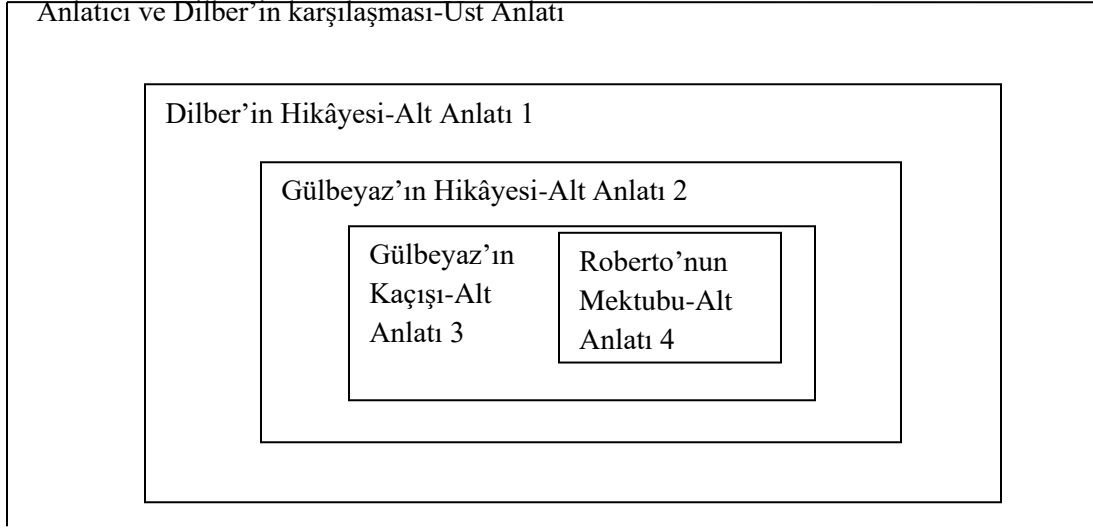 Anlatıcı ve Dilber’in karşılaşması-Üst Anlatı
Dilber’in Hikâyesi-Alt Anlatı 1
Gülbeyaz’ın Hikâyesi-Alt Anlatı 2
Gülbeyaz’ın
Kaçışı-Alt
Anlatı 3
Roberto’nun
Mektubu-Alt
Anlatı 4